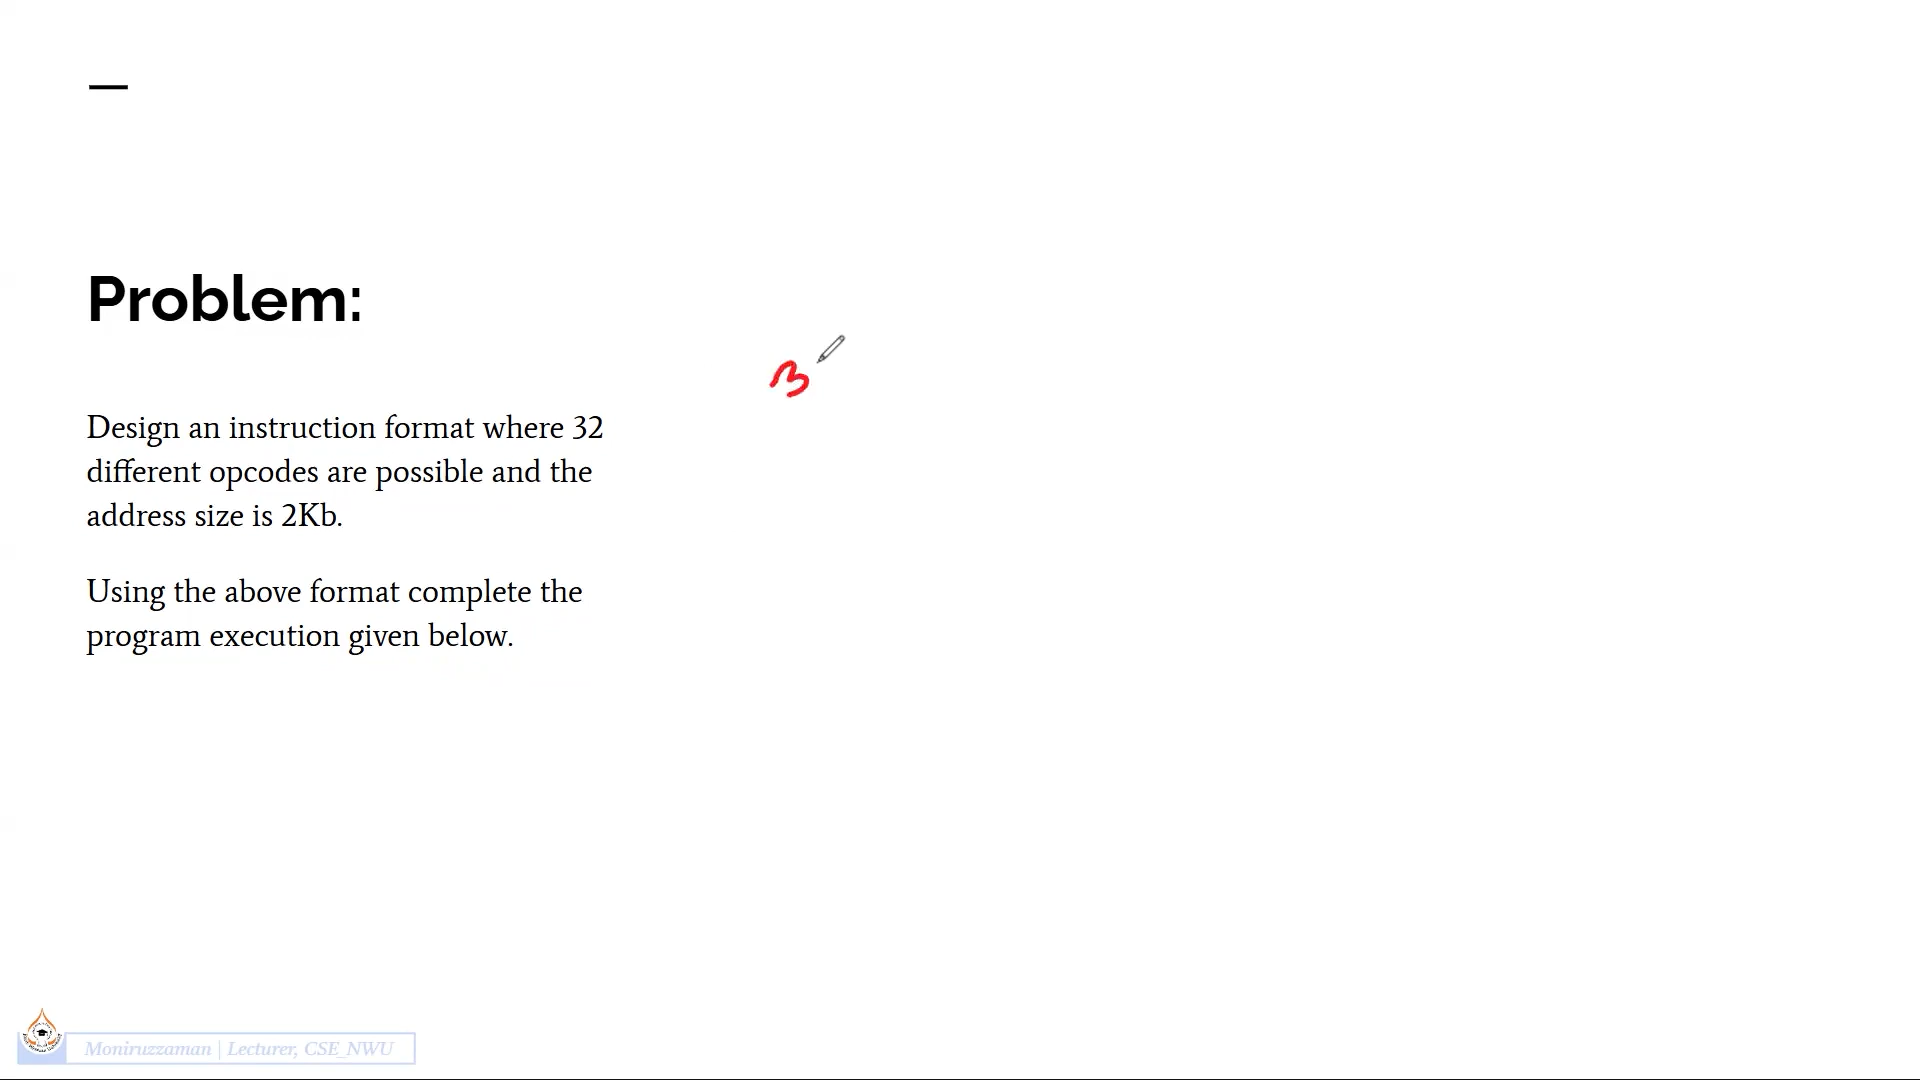 Problem:
3
Design an instruction format where 32
different opcodes are possible and the
address size is 2Kb.
Using the above format complete the
program execution given below.
Moniruzzaman | Lecturer, CSE_NWU